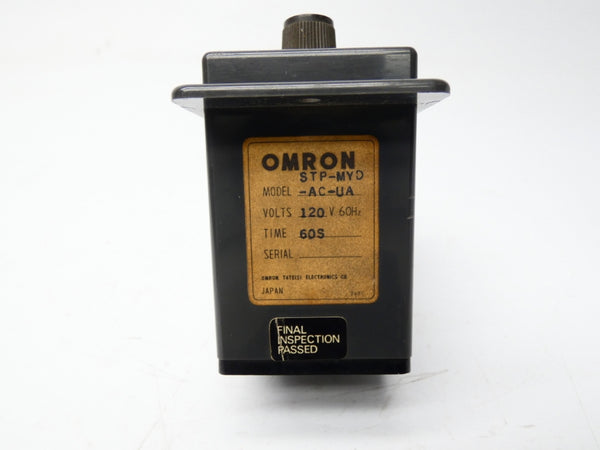 OMRON
STP-MYD
MODEL -AC-UA
VOLTS 120 V 60Hz
TIME 60S
SERIAL
OMRON TATEISI ELECTRONICS CO
JAPAN
FINAL
INSPECTION
PASSED